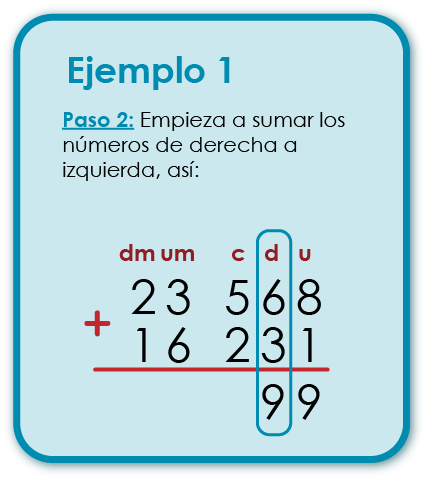 Ejemplo 1
Paso 2: Empieza a sumar los
números de derecha a
izquierda, así:
dm um c d u
23 568
+
16 231
99